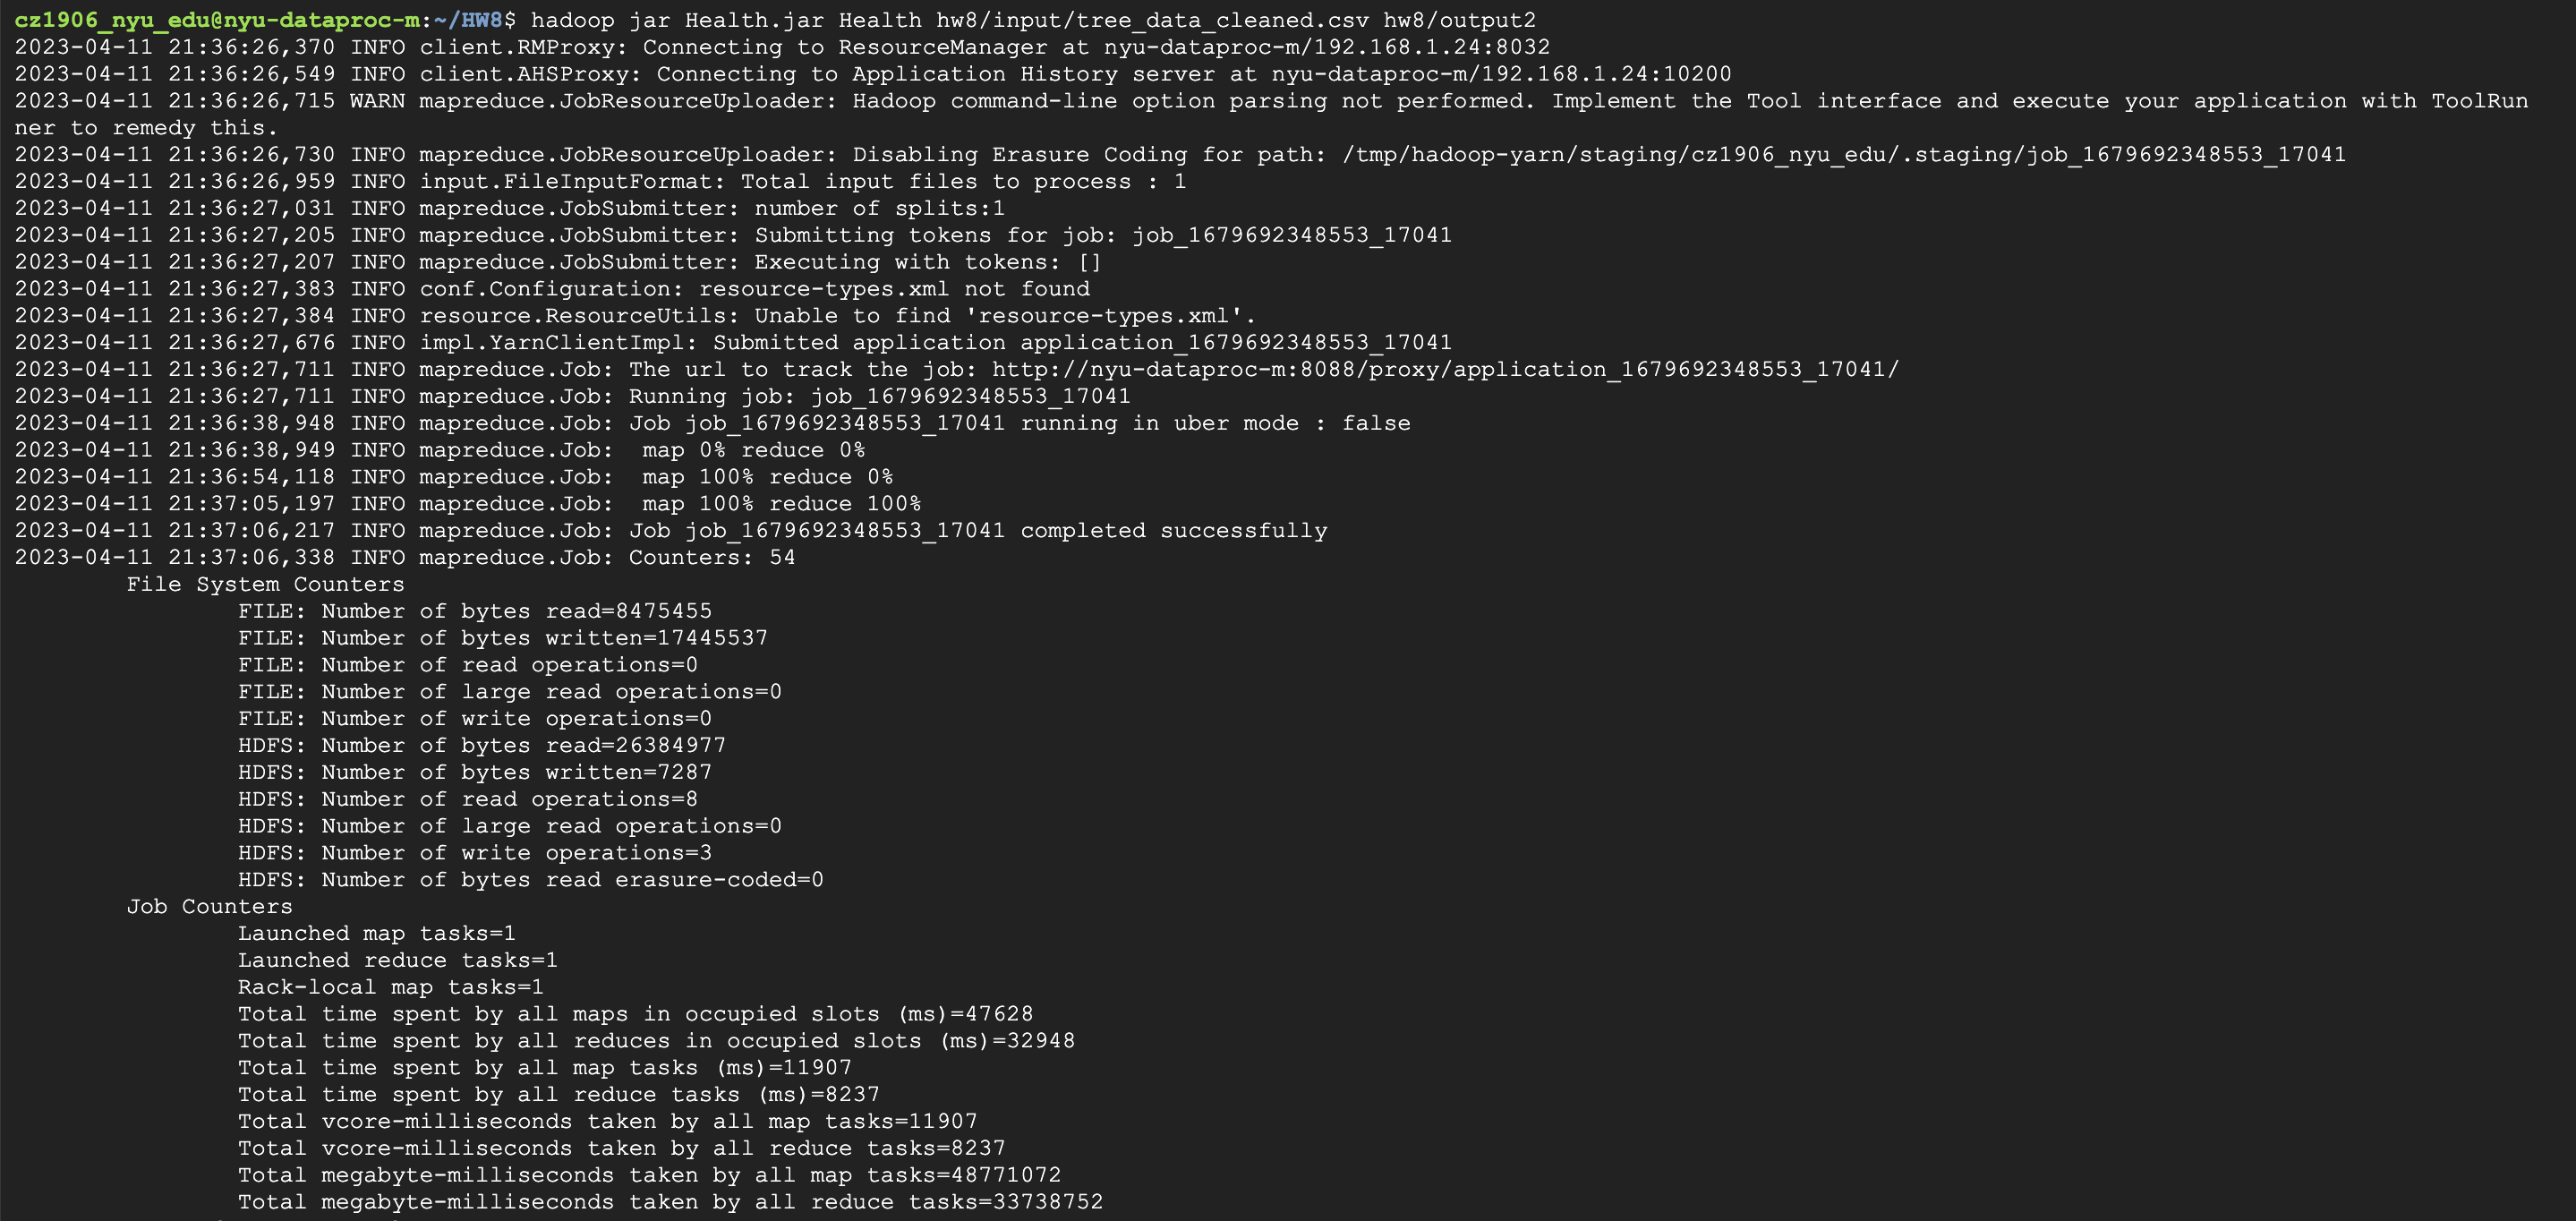 cz1906_nyu_edu@nyu-dataproc-m:~/HW8$ hadoop jar Health.jar Health hw8/input/tree_data_cleaned.csv hw8/output2
2023-04-11 21:36:26,370 INFO client.RMProxy: Connecting to ResourceManager at nyu-dataproc-m/192.168.1.24:8032
2023-04-11 21:36:26,549 INFO client.AHSProxy: Connecting to Application History server at nyu-dataproc-m/192.168.1.24:10200
2023-04-11 21:36:26,715 WARN mapreduce.JobResourceUploader: Hadoop command-line option parsing not performed. Implement the Tool interface and execute your application with ToolRun
ner to remedy this.
2023-04-11 21:36:26,730 INFO mapreduce.JobResourceUploader: Disabling Erasure Coding for path: /tmp/hadoop-yarn/staging/cz1906_nyu_edu/.staging/job_1679692348553_17041
2023-04-11 21:36:26,959 INFO input.FileInputFormat: Total input files to process : 1
2023-04-11 21:36:27,031 INFO mapreduce.JobSubmitter: number of splits:1
2023-04-11 21:36:27,205 INFO mapreduce.JobSubmitter: Submitting tokens for job: job_1679692348553_17041
2023-04-11 21:36:27,207 INFO mapreduce.JobSubmitter: Executing with tokens: []
2023-04-11 21:36:27,383 INFO conf.Configuration: resource-types.xml not found
2023-04-11 21:36:27,384 INFO resource.ResourceUtils: Unable to find 'resource-types.xml'.
2023-04-11 21:36:27,676 INFO impl.YarnClientImpl: Submitted application application_1679692348553_17041
2023-04-11 21:36:27,711 INFO mapreduce.Job: The url to track the job: http://nyu-dataproc-m:8088/proxy/application_1679692348553_17041/
2023-04-11 21:36:27,711 INFO mapreduce.Job: Running job: job_1679692348553_17041
2023-04-11 21:36:38,948 INFO mapreduce.Job: Job job_1679692348553_17041 running in uber mode : false
2023-04-11 21:36:38,949 INFO mapreduce.Job:  map 0% reduce 0%
2023-04-11 21:36:54,118 INFO mapreduce.Job:  map 100% reduce 0%
2023-04-11 21:37:05,197 INFO mapreduce.Job:  map 100% reduce 100%
2023-04-11 21:37:06,217 INFO mapreduce.Job: Job job_1679692348553_17041 completed successfully
2023-04-11 21:37:06,338 INFO mapreduce.Job: Counters: 54
File System Counters
FILE: Number of bytes read=8475455
FILE: Number of bytes written=17445537
FILE: Number of read operations=0
FILE: Number of large read operations=0
FILE: Number of write operations=0
HDFS: Number of bytes read=26384977
HDFS: Number of bytes written=7287
HDFS: Number of read operations=8
HDFS: Number of large read operations=0
HDFS: Number of write operations=3
HDFS: Number of bytes read erasure-coded=0
Job Counters
Launched map tasks=1
Launched reduce tasks=1
Rack-local map tasks=1
Total time spent by all maps in occupied slots (ms)=47628
Total time spent by all reduces in occupied slots (ms)=32948
Total time spent by all map tasks (ms)=11907
Total time spent by all reduce tasks (ms)=8237
Total vcore-milliseconds taken by all map tasks=11907
Total vcore-milliseconds taken by all reduce tasks=8237
Total megabyte-milliseconds taken by all map tasks=48771072
Total megabyte-milliseconds taken by all reduce tasks=33738752